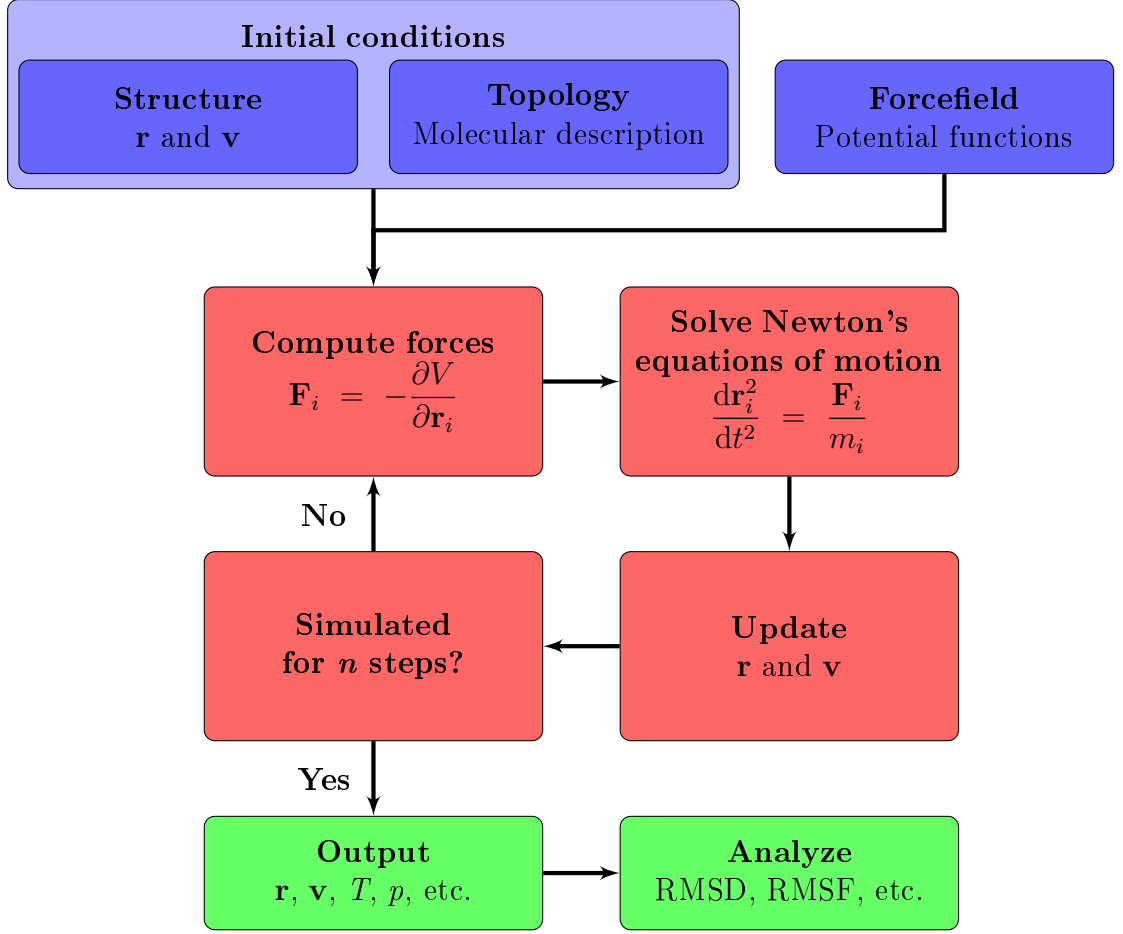 Initial conditions
Structure
r and v
Topology
Molecular description
Forcefield
Potential functions
Compute forces
F_i = −∂V/∂r_i
Solve Newton's
equations of motion
dr_i^2/dt^2 = F_i/m_i
No
Simulated
for n steps?
Update
r and v
Yes
Output
r, v, T, p, etc.
Analyze
RMSD, RMSF, etc.